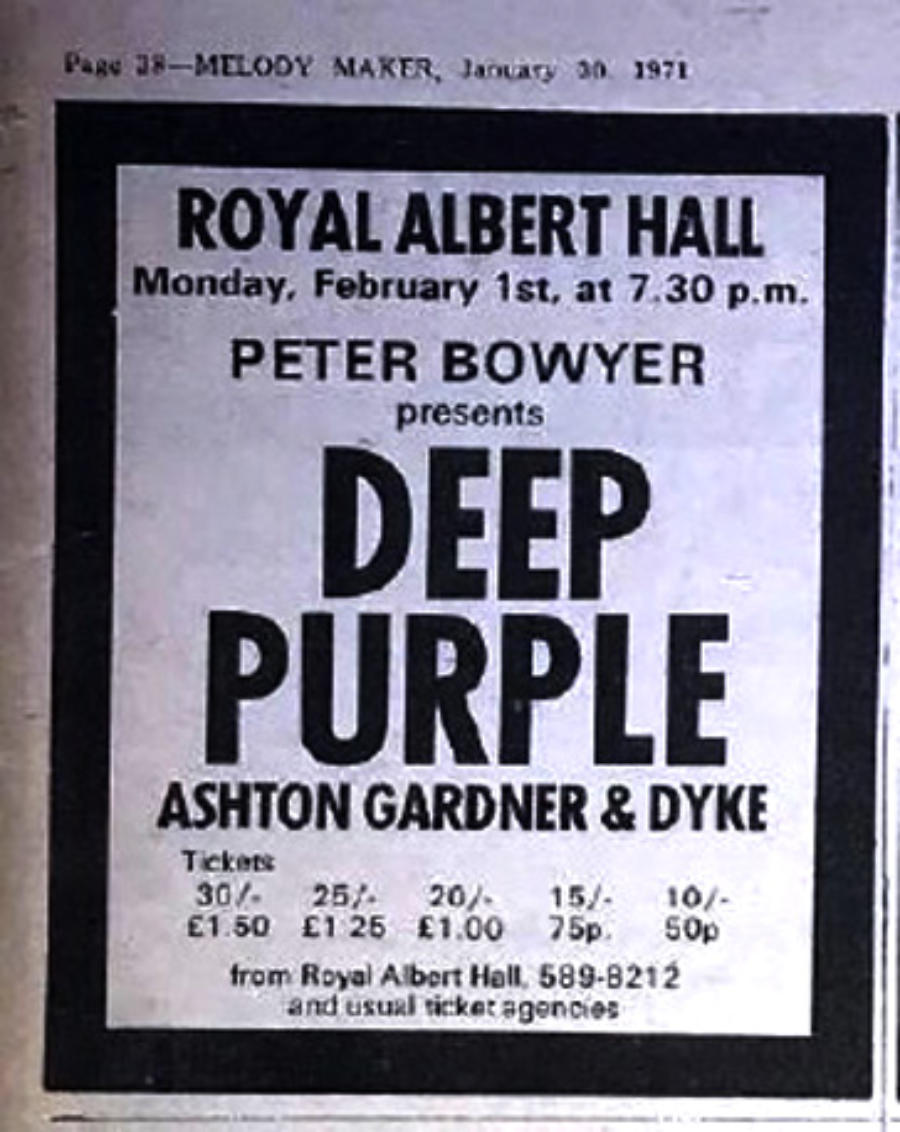 Page 38—MELODY MAKER, January 30, 1971
ROYAL ALBERT HALL
Monday, February 1st, at 7.30 p.m.
PETER BOWYER
presents
DEEP
PURPLE
ASHTON GARDNER & DYKE
Tickets
30/- 25/- 20/- 15/- 10/-
£1.50 £1.25 £1.00 75p. 50p
from Royal Albert Hall, 589-8212
and usual ticket agencies